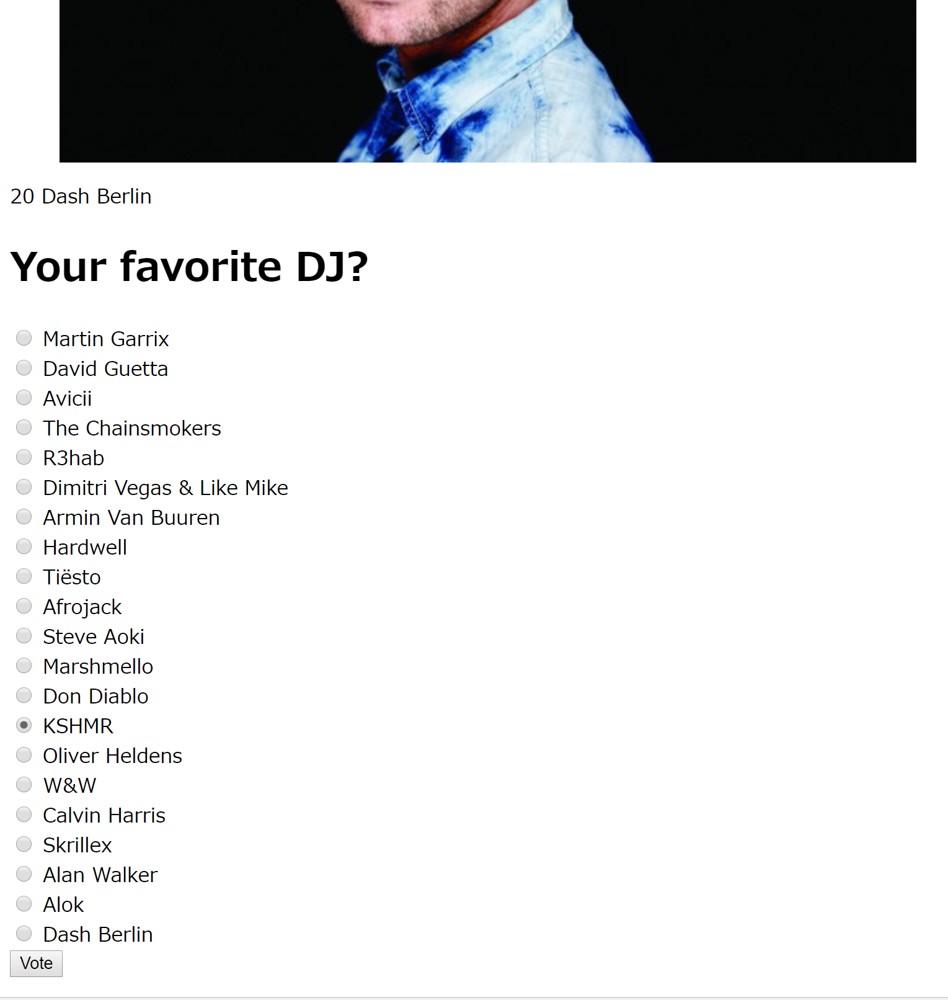 20 Dash Berlin
Your favorite DJ?
Martin Garrix
David Guetta
Avicii
The Chainsmokers
R3hab
Dimitri Vegas & Like Mike
Armin Van Buuren
Hardwell
Tiësto
Afrojack
Steve Aoki
Marshmello
Don Diablo
KSHMR
Oliver Heldens
W&W
Calvin Harris
Skrillex
Alan Walker
Alok
Dash Berlin
Vote